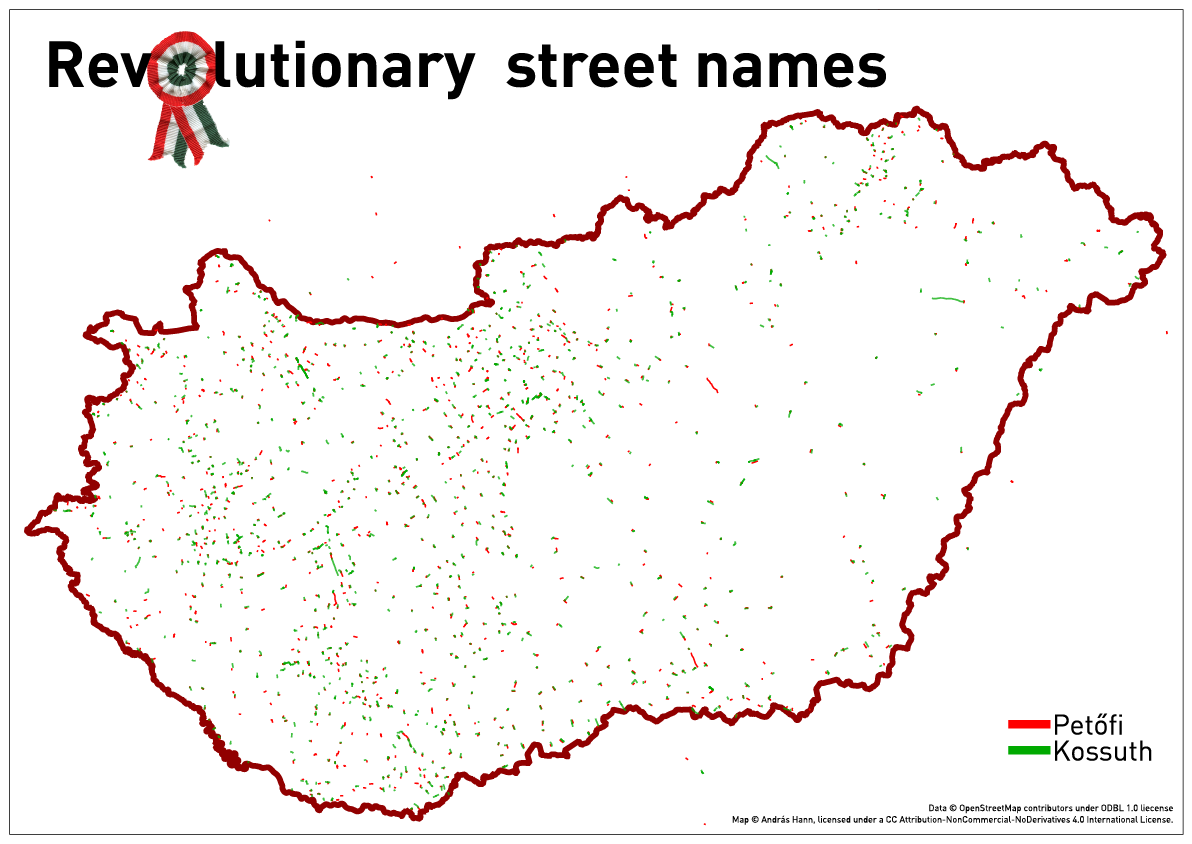 Revolutionary street names
Petőfi
Kossuth
Data © OpenStreetMap contributors under ODBL 1.0 liecense
Map © András Hann, licensed under a CC Attribution-NonCommercial-NoDerivatives 4.0 International License.